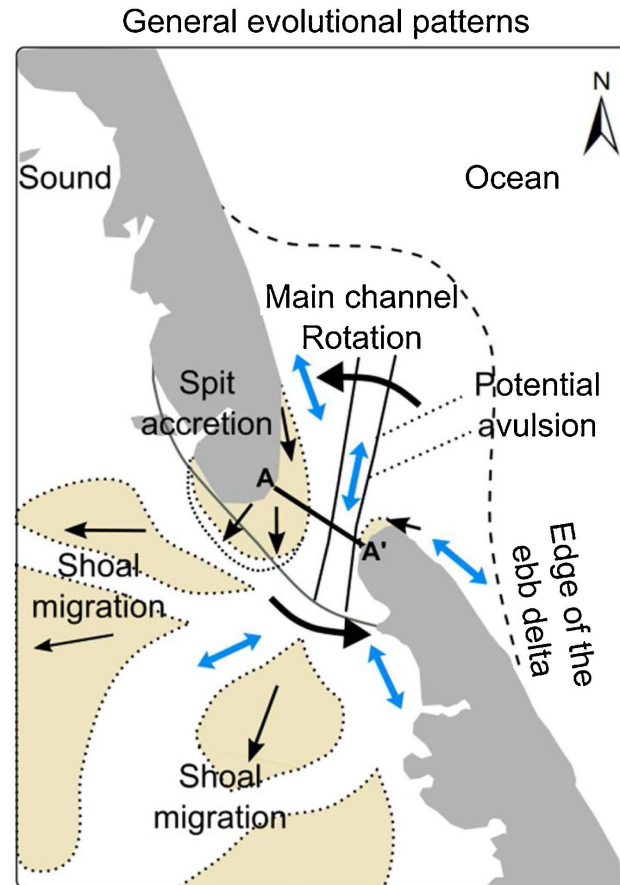 General evolutional patterns
N
Sound
Ocean
Main channel
Rotation
Spit
accretion
Potential
avulsion
A
A'
Edge of the
ebb delta
Shoal
migration
Shoal
migration